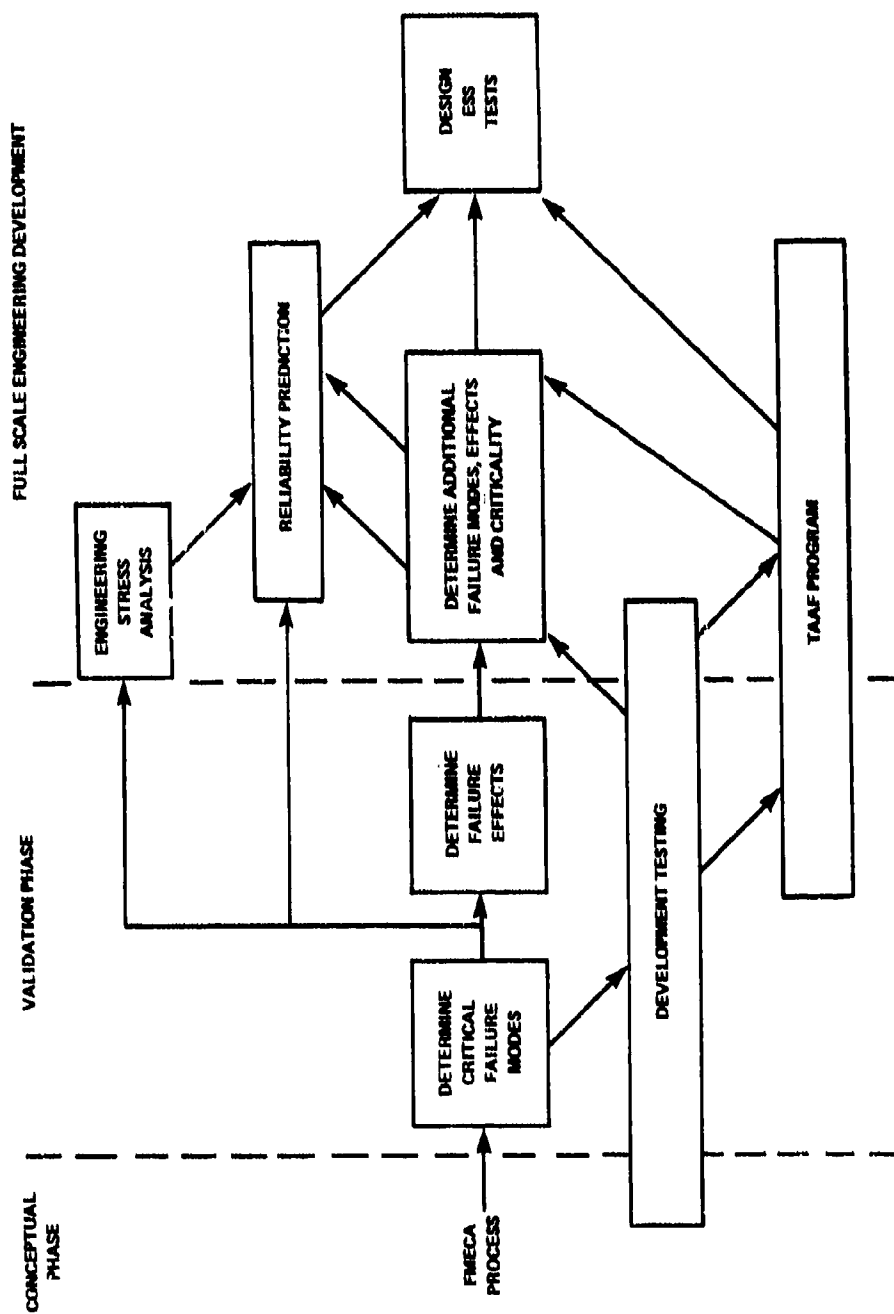 CONCEPTUAL
PHASE
VALIDATION PHASE
FULL SCALE ENGINEERING DEVELOPMENT
FMECA
PROCESS
DETERMINE
CRITICAL
FAILURE
MODES
DETERMINE
FAILURE
EFFECTS
ENGINEERING
STRESS
ANALYSIS
RELIABILITY PREDICTION
DETERMINE ADDITIONAL
FAILURE MODES, EFFECTS
AND CRITICALITY
DESIGN
ESS
TESTS
DEVELOPMENT TESTING
TAAF PROGRAM